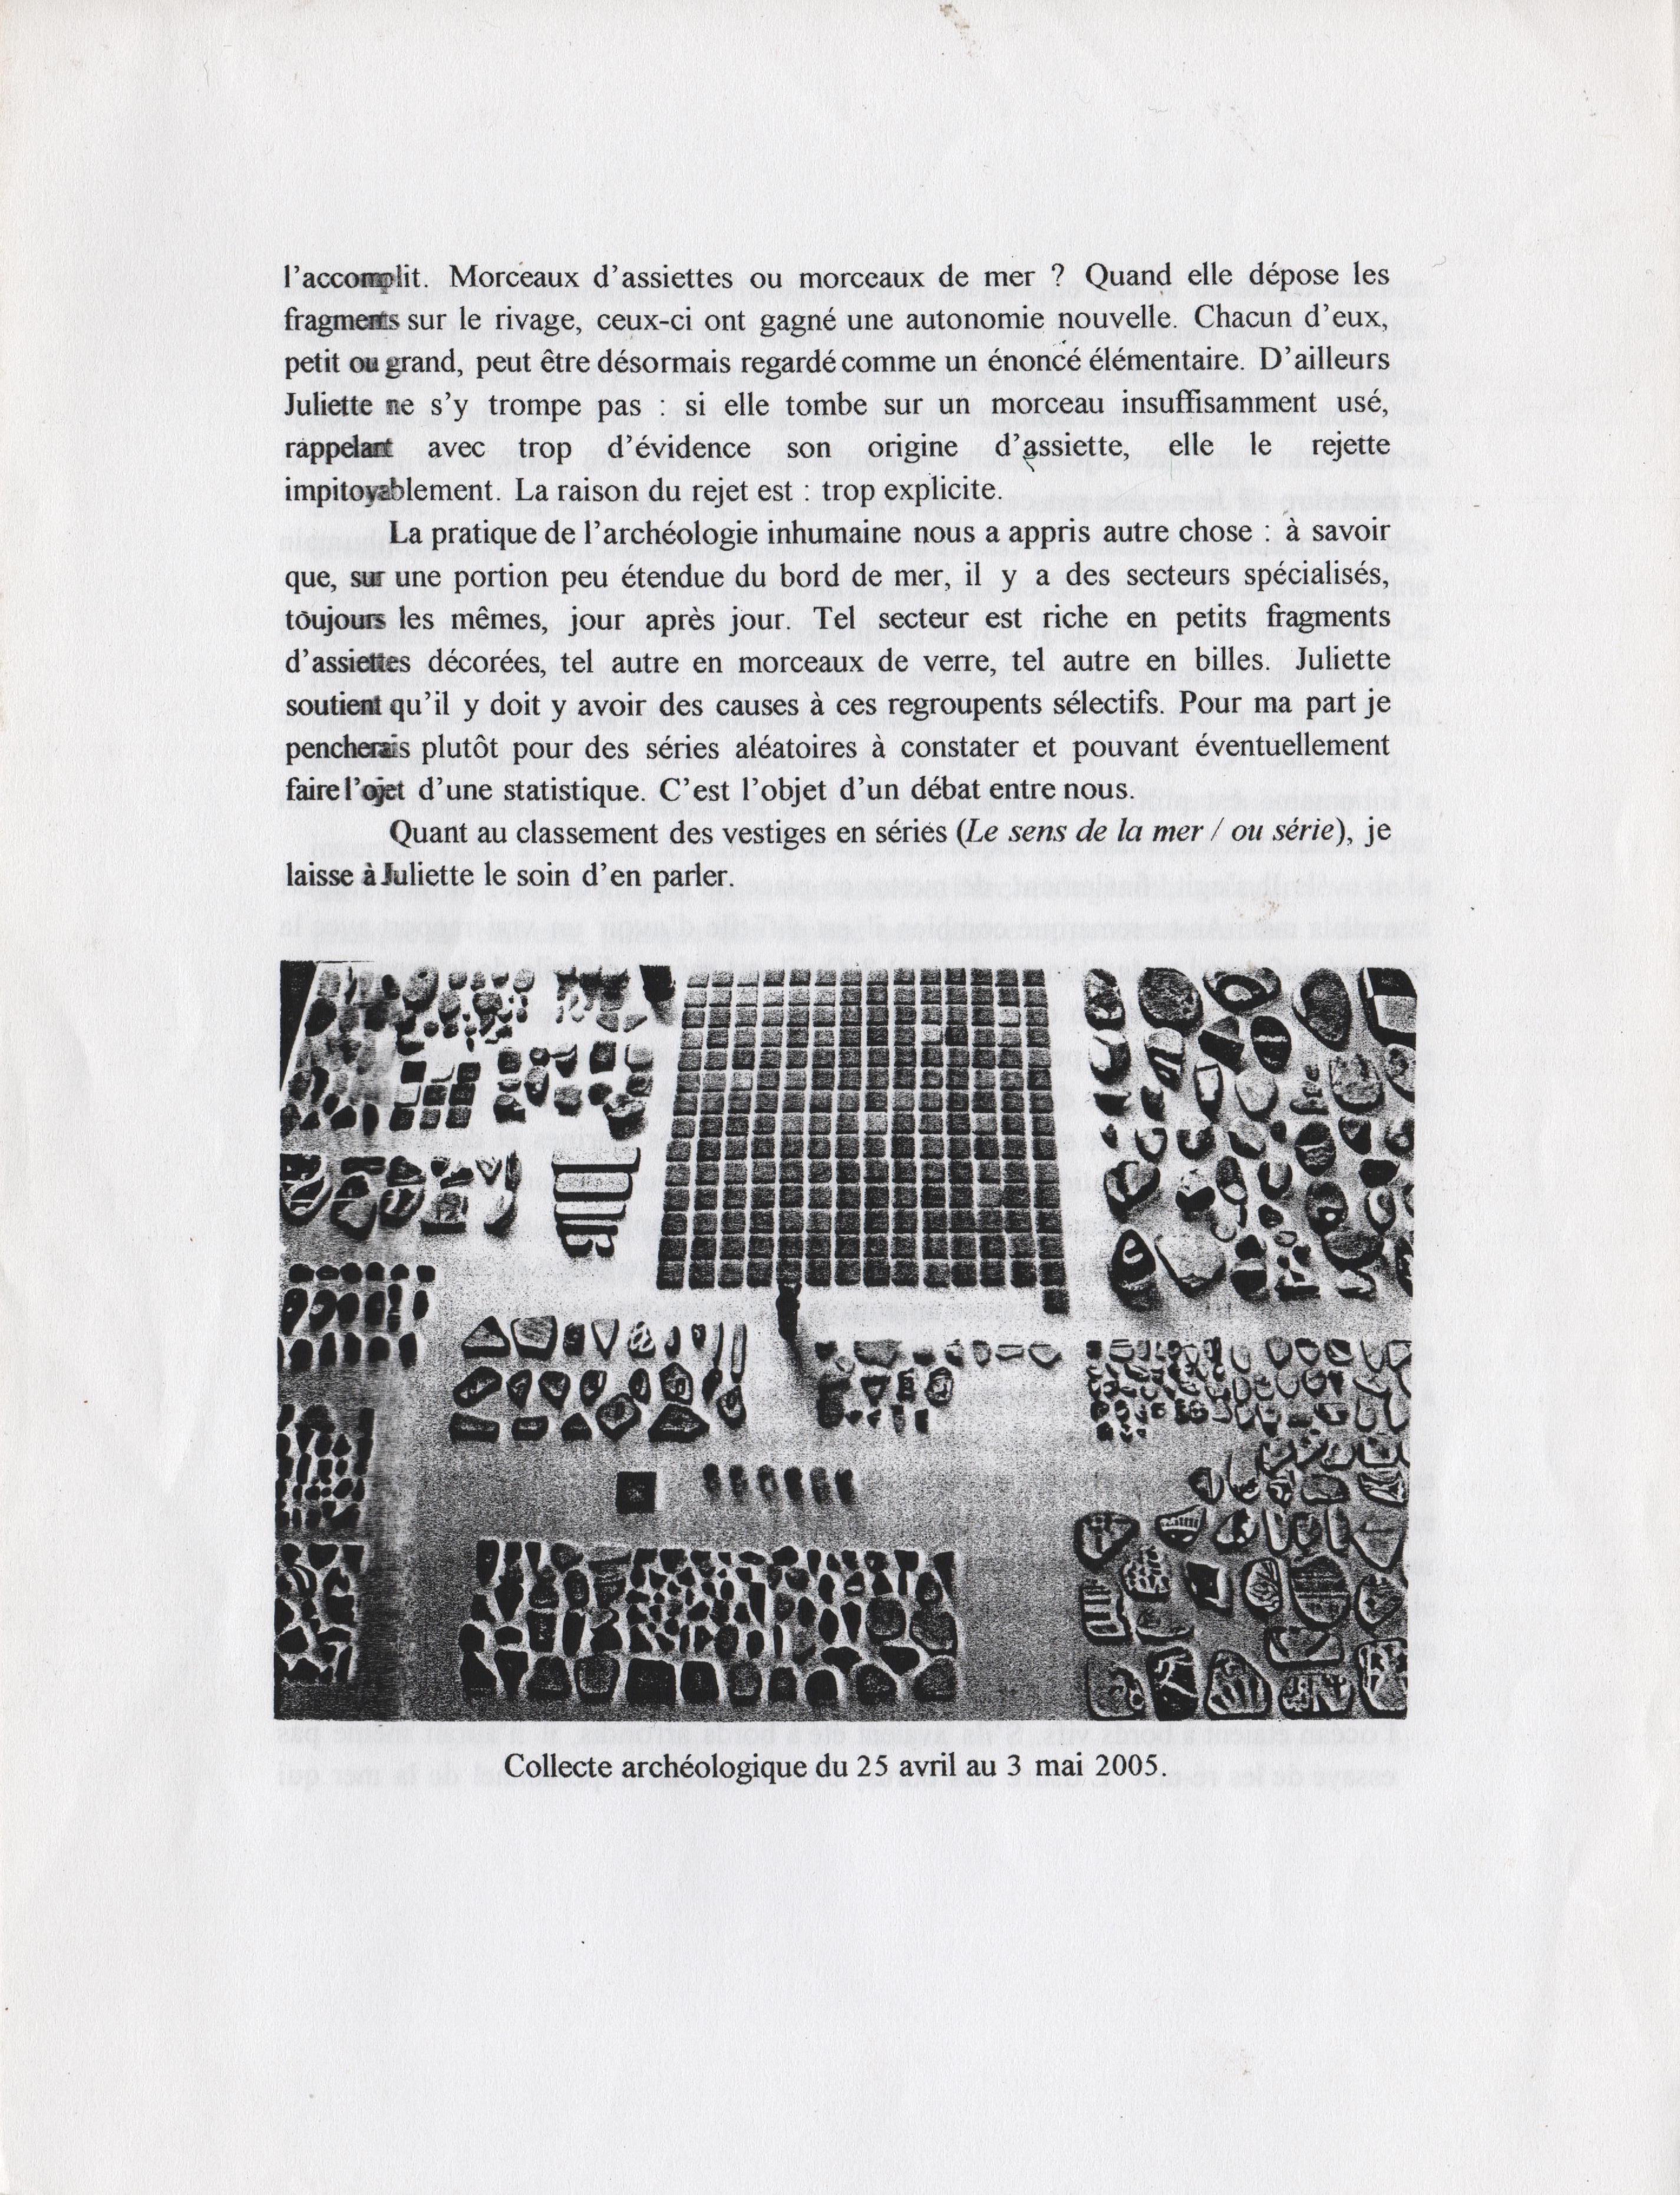 l'accomplit. Morceaux d'assiettes ou morceaux de mer ? Quand elle dépose les
fragments sur le rivage, ceux-ci ont gagné une autonomie nouvelle. Chacun d'eux,
petit ou grand, peut être désormais regardé comme un énoncé élémentaire. D'ailleurs
Juliette ne s'y trompe pas : si elle tombe sur un morceau insuffisamment usé,
rappelant avec trop d'évidence son origine d'assiette, elle le rejette
impitoyablement. La raison du rejet est : trop explicite.
La pratique de l'archéologie inhumaine nous a appris autre chose : à savoir
que, sur une portion peu étendue du bord de mer, il y a des secteurs spécialisés,
toujours les mêmes, jour après jour. Tel secteur est riche en petits fragments
d'assiettes décorées, tel autre en morceaux de verre, tel autre en billes. Juliette
soutient qu'il y doit y avoir des causes à ces regroupents sélectifs. Pour ma part je
pencherais plutôt pour des séries aléatoires à constater et pouvant éventuellement
faire l'ojet d'une statistique. C'est l'objet d'un débat entre nous.
Quant au classement des vestiges en séries (Le sens de la mer / ou série), je
laisse à Juliette le soin d'en parler.
Collecte archéologique du 25 avril au 3 mai 2005.